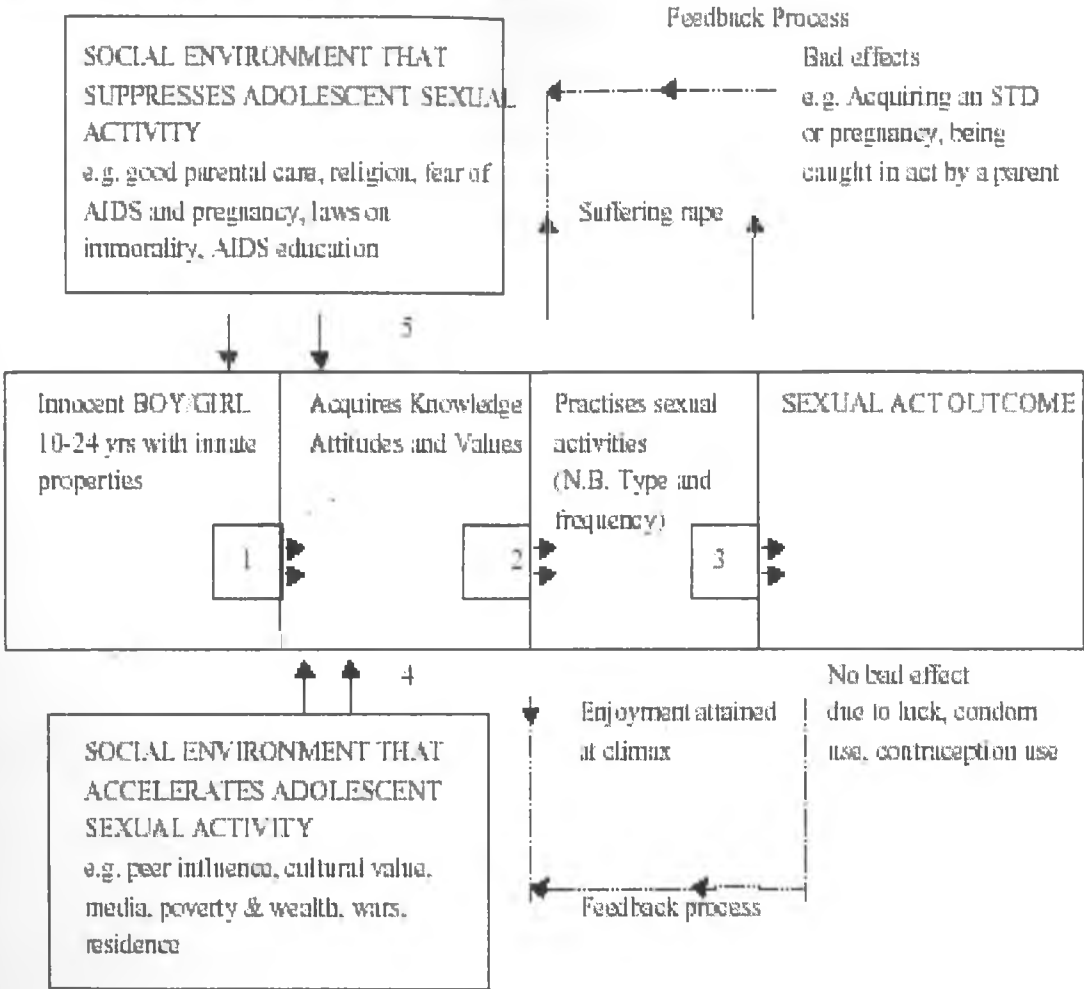 Feedback Process
SOCIAL ENVIRONMENT THAT
SUPPRESSES ADOLESCENT SEXUAL
ACTIVITY
e.g. good parental care, religion, fear of
AIDS and pregnancy, laws on
immorality, AIDS education
Bad effects
e.g. Acquiring an STD
or pregnancy, being
caught in act by a parent
Suffering rape
5
Innocent BOY/GIRL
10-24 yrs with innate
properties
1
Acquires Knowledge
Attitudes and Values
2
Practises sexual
activities
(N.B. Type and
frequency)
3
SEXUAL ACT OUTCOME
4
SOCIAL ENVIRONMENT THAT
ACCELERATES ADOLESCENT
SEXUAL ACTIVITY
e.g. peer influence, cultural value,
media, poverty & wealth, wars,
residence
Enjoyment attained
at climax
No bad effect
due to luck, condom
use, contraception use
Feedback process